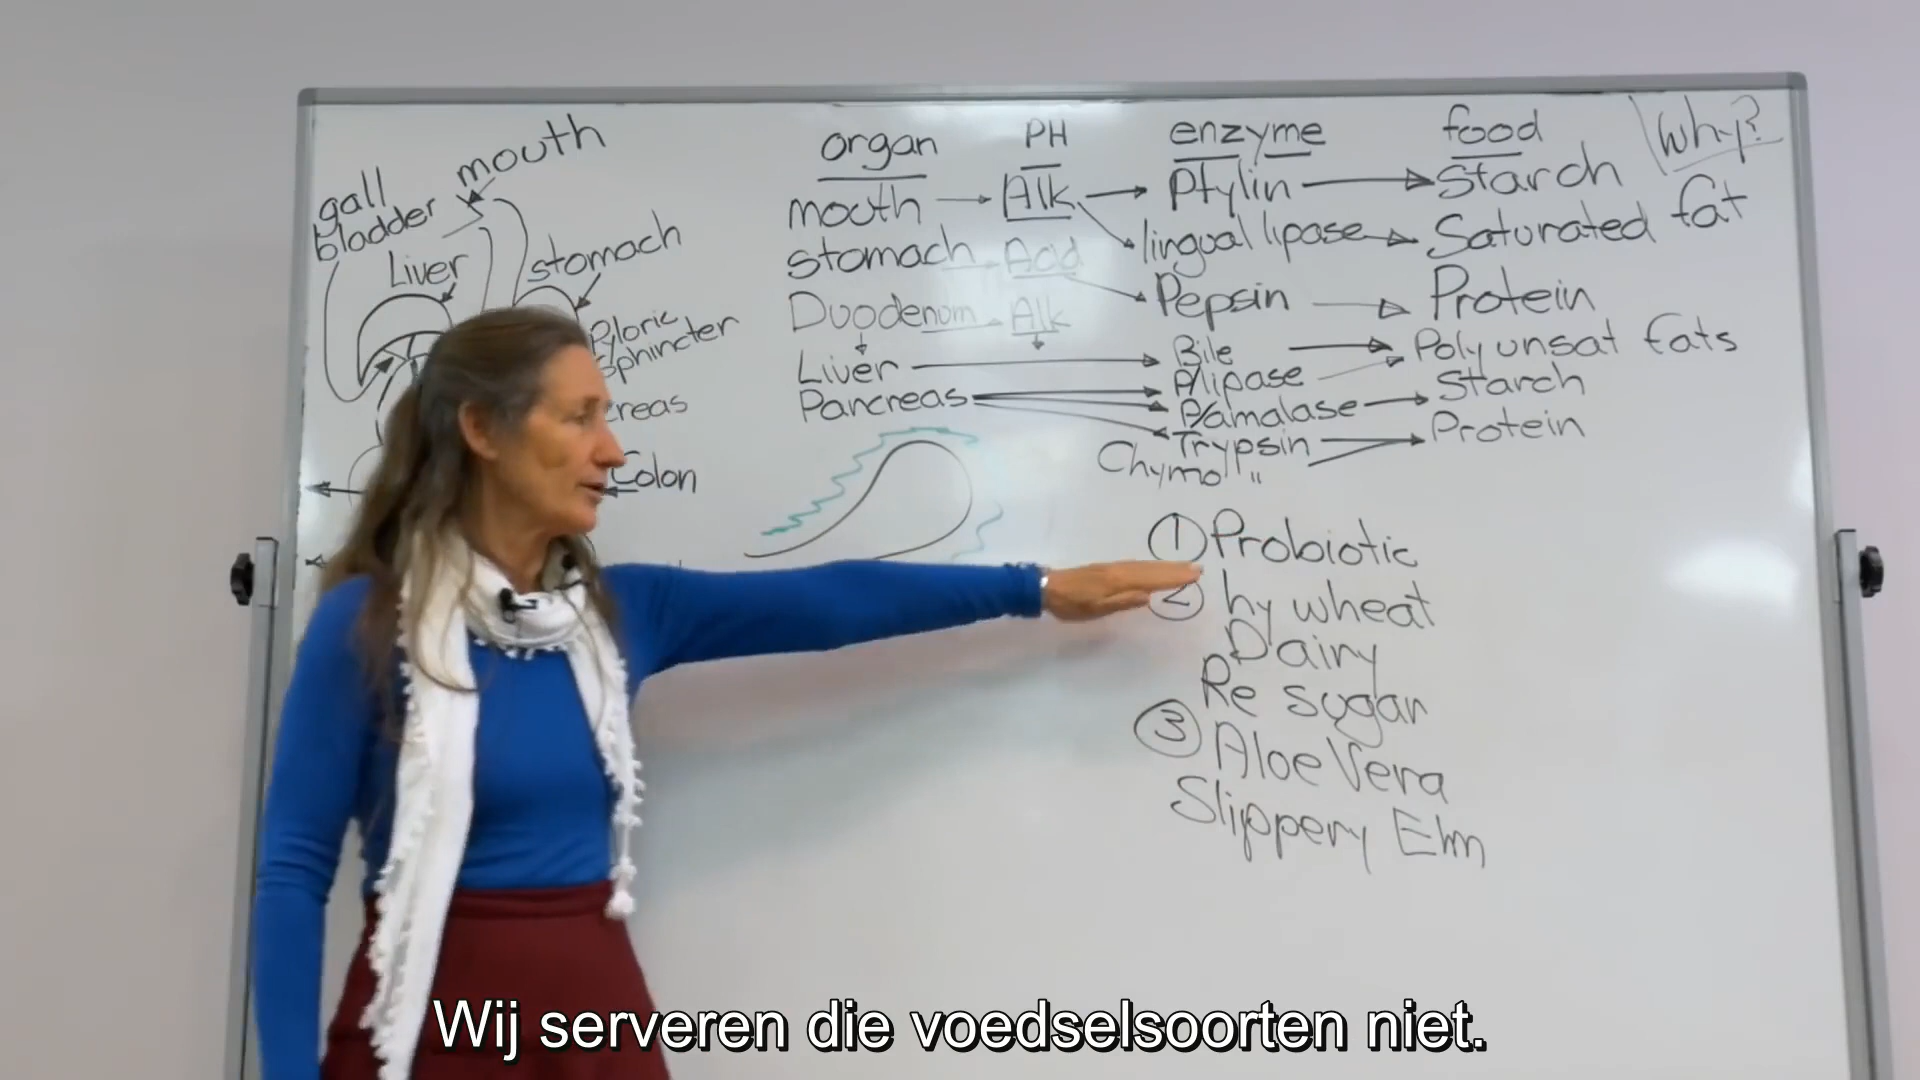 mouth
gall
bladder
Liver
stomach
Pyloric
sphincter
creas
Colon
organ PH enzyme food Why?
mouth Alk Ptylin Starch
lingual lipase Saturated fat
stomach Acid Pepsin Protein
Duodenum Alk
Liver Bile Polyunsat fats
P/lipase
Pancreas P/amalase Starch
Trypsin Protein
Chymo "
① Probiotic
② hy wheat
Dairy
Re sugar
③ Aloe Vera
Slippery Elm
Wij serveren die voedselsoorten niet.